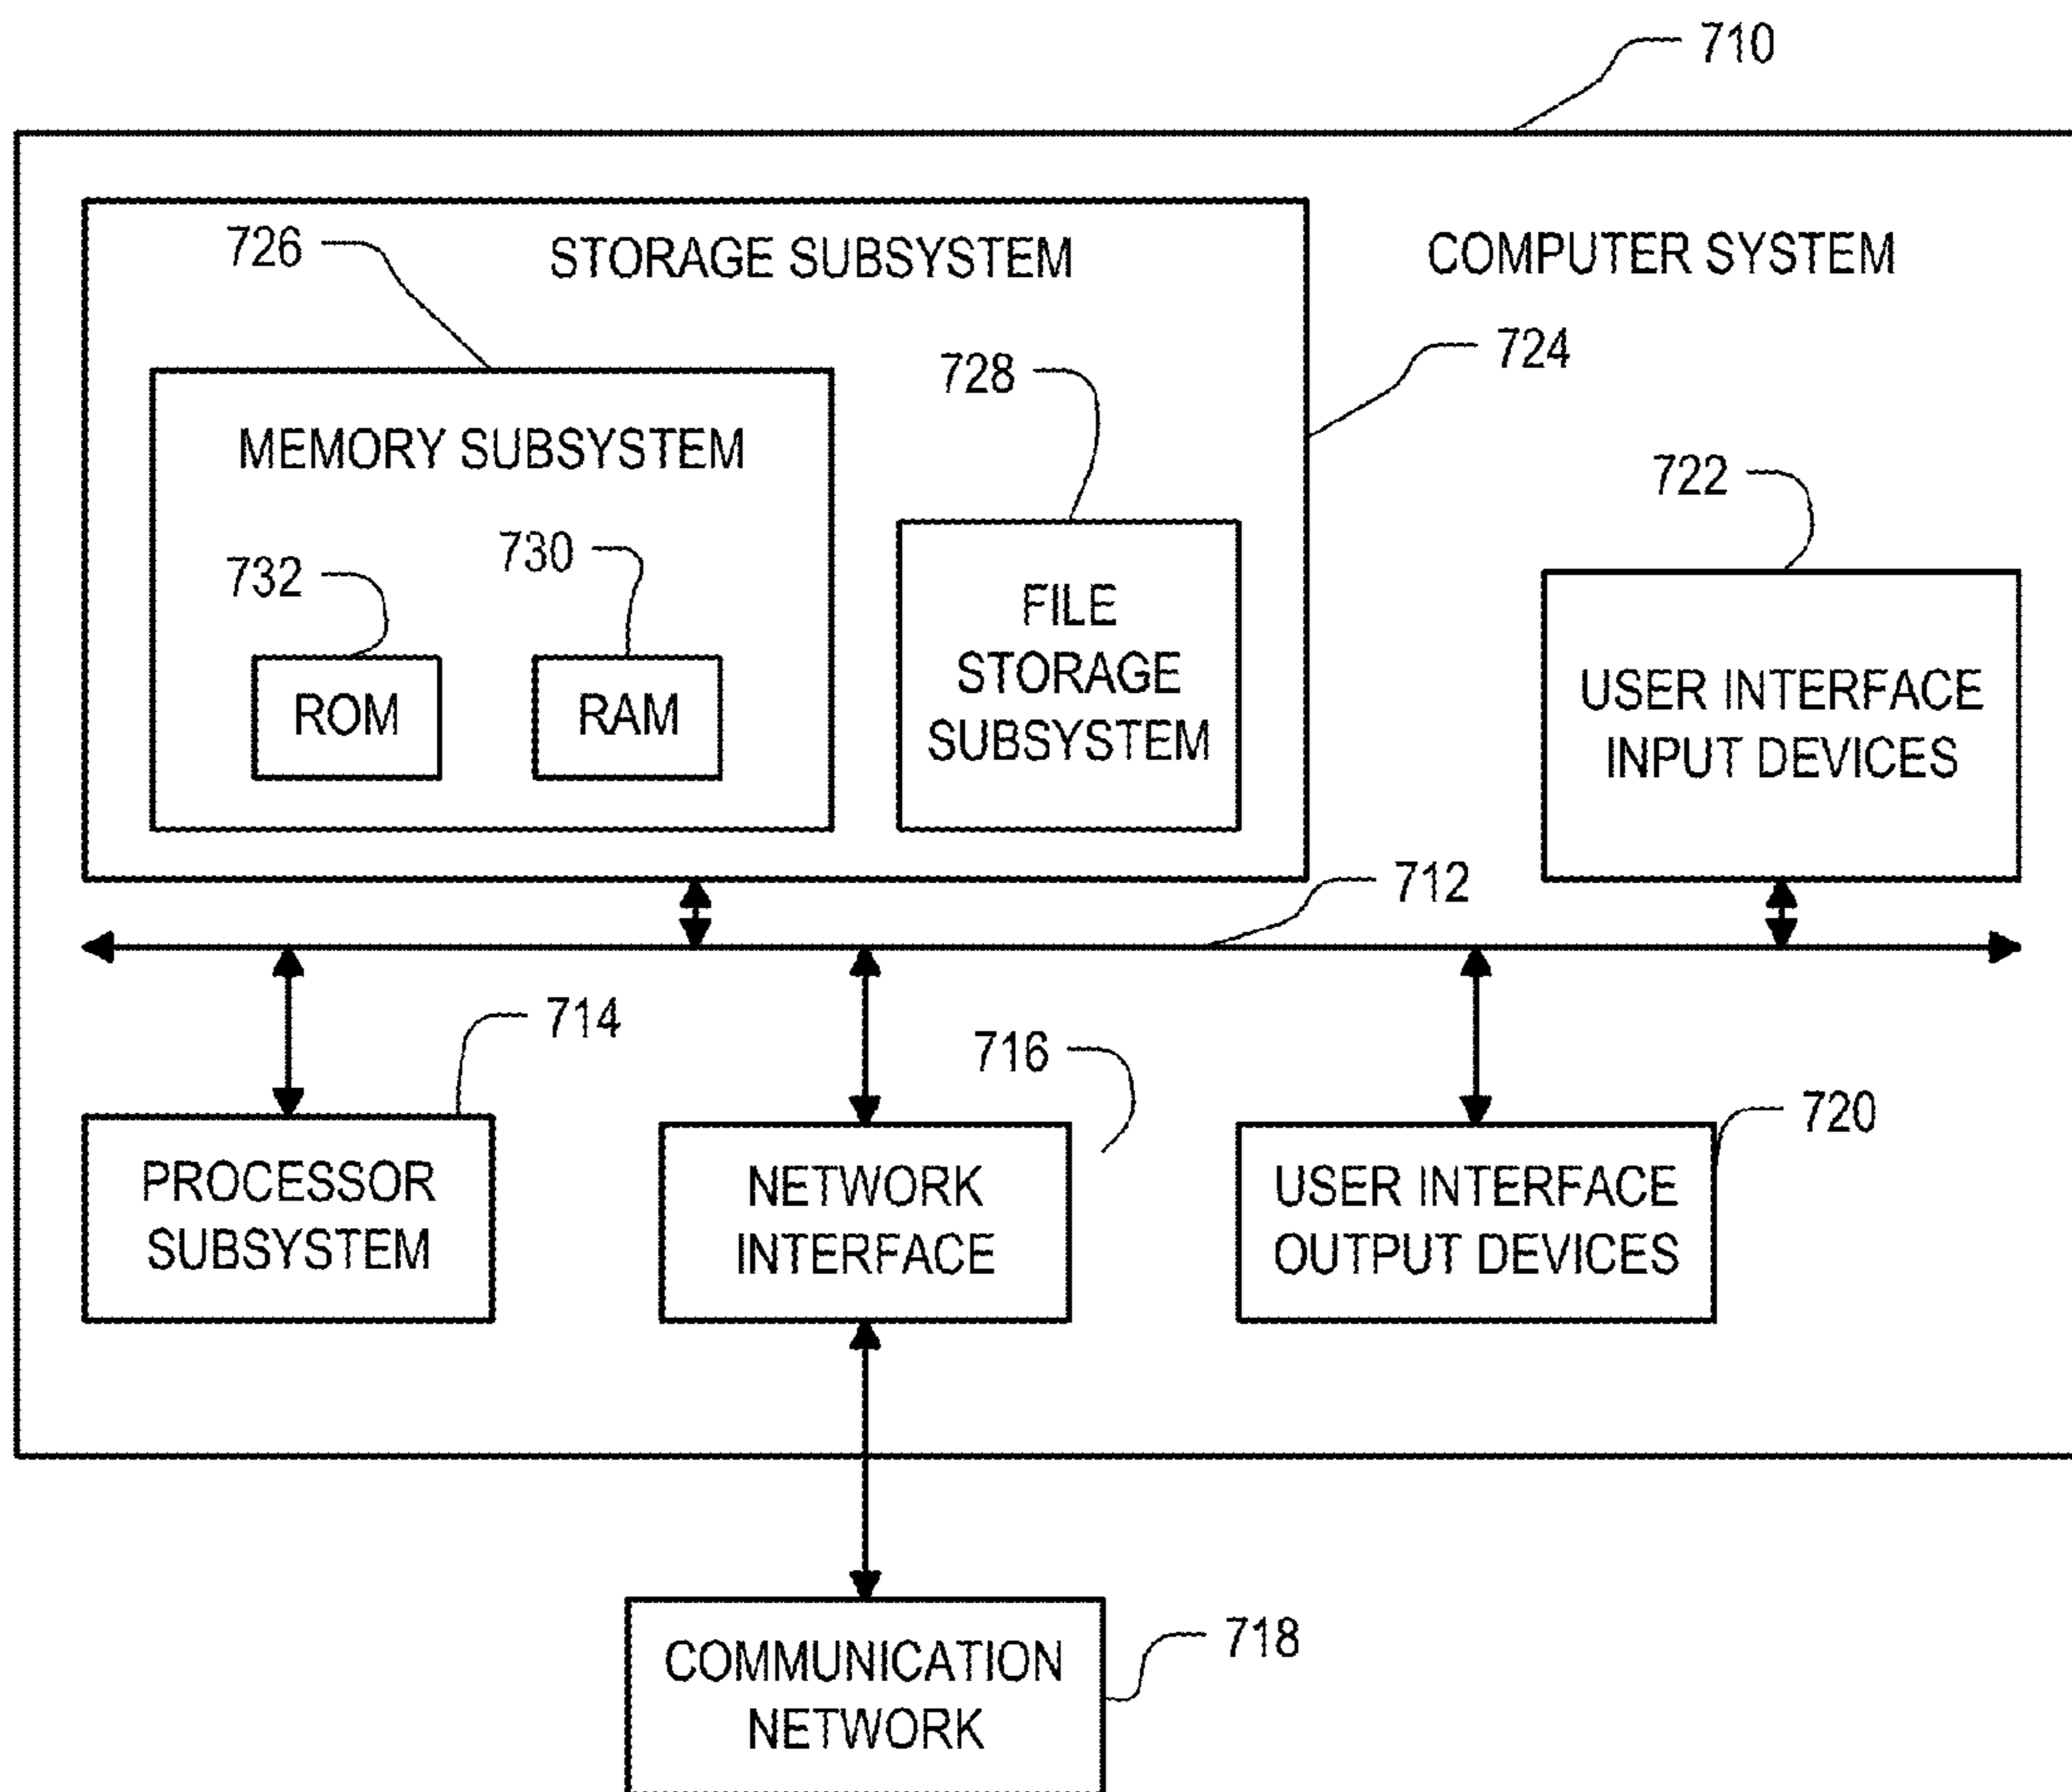 710
726
STORAGE SUBSYSTEM
COMPUTER SYSTEM
724
728
MEMORY SUBSYSTEM
722
732
730
FILE
STORAGE
SUBSYSTEM
ROM
RAM
USER INTERFACE
INPUT DEVICES
712
714
716
720
PROCESSOR
SUBSYSTEM
NETWORK
INTERFACE
USER INTERFACE
OUTPUT DEVICES
718
COMMUNICATION
NETWORK